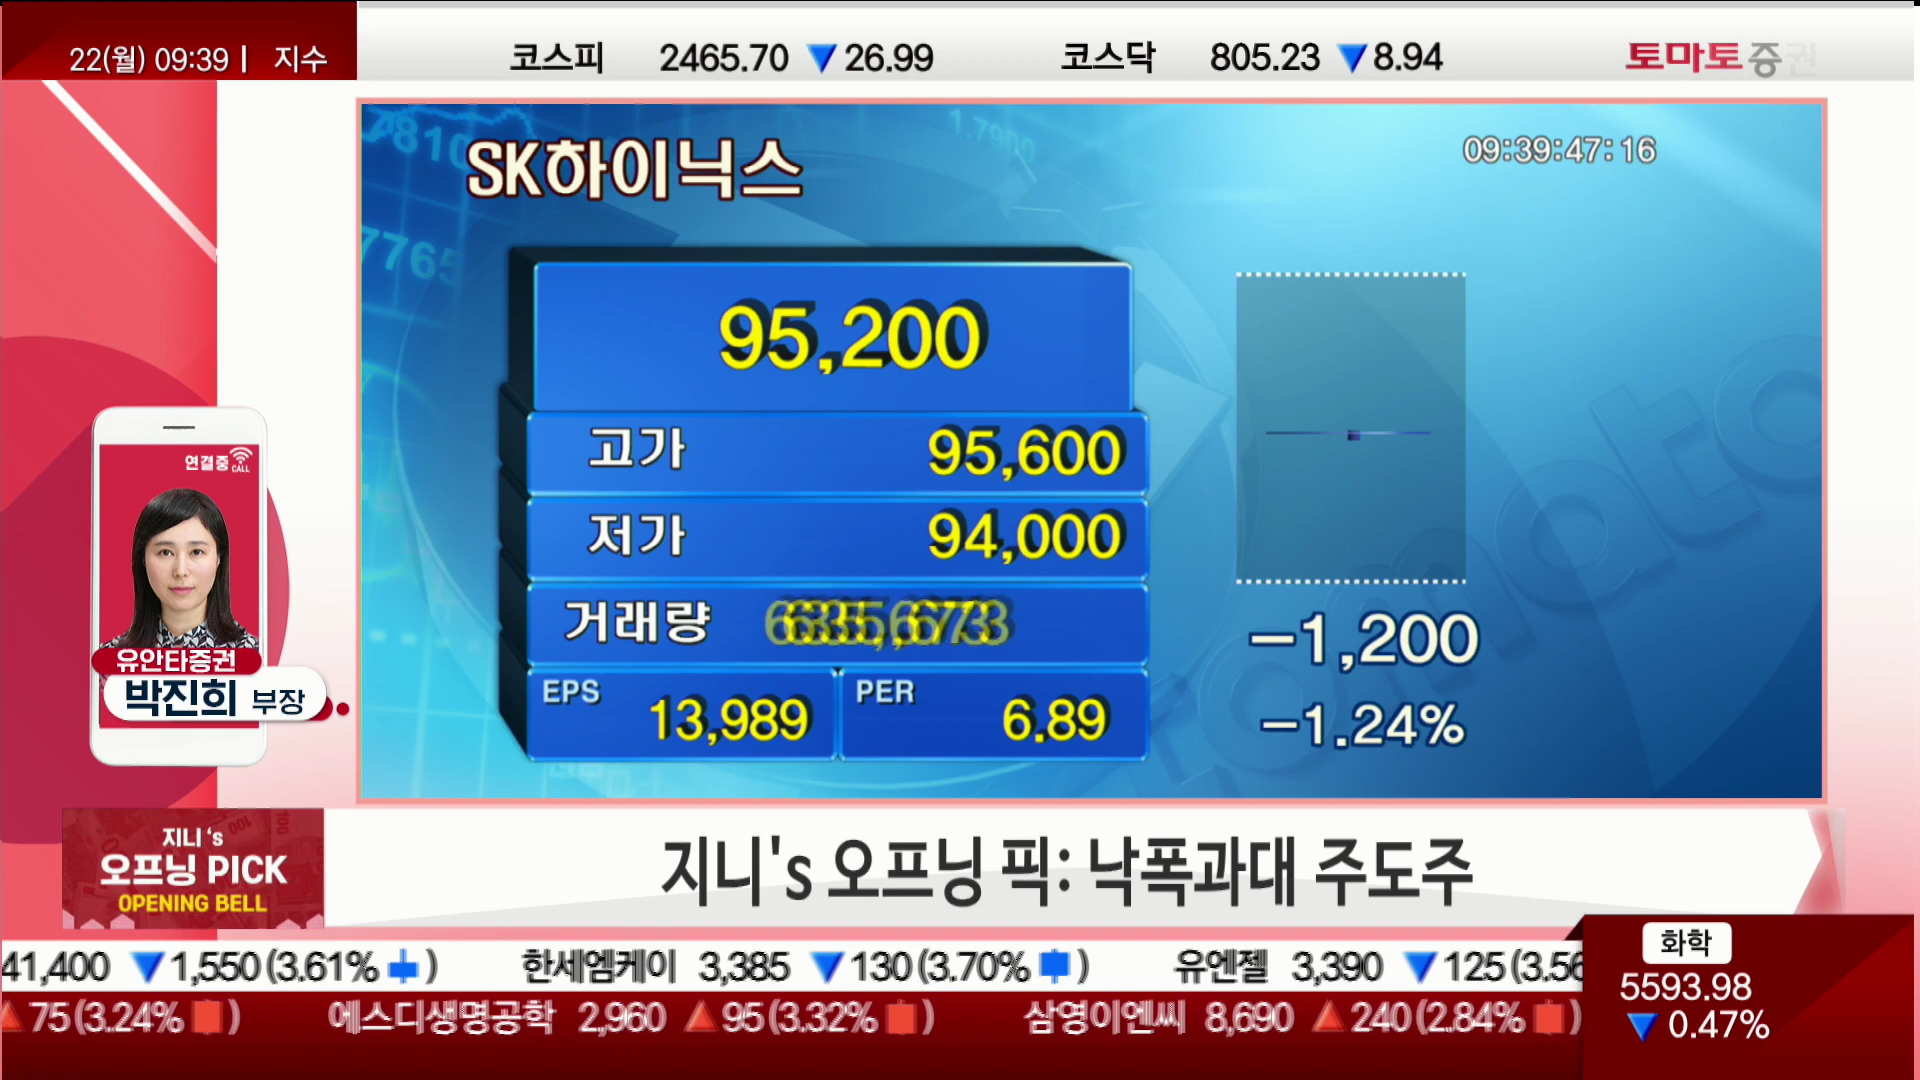 22(월) 09:39 | 지수
코스피 2465.70 ▼ 26.99
코스닥 805.23 ▼ 8.94
토마토증권
SK하이닉스
09:39:47:16
95,200
고가 95,600
저가 94,000
거래량
EPS 13,989
PER 6.89
-1,200
-1.24%
연결중
CALL
유안타증권
박진희 부장
지니 's
오프닝 PICK
OPENING BELL
지니's 오프닝 픽: 낙폭과대 주도주
41,400 ▼ 1,550 (3.61% ) 한세엠케이 3,385 ▼ 130 (3.70% ) 유엔젤 3,390 ▼ 125 (3.56
▲ 75 (3.24% ) 에스디생명공학 2,960 ▲ 95 (3.32% ) 삼영이엔씨 8,690 ▲ 240 (2.84% )
화학
5593.98
▼ 0.47%